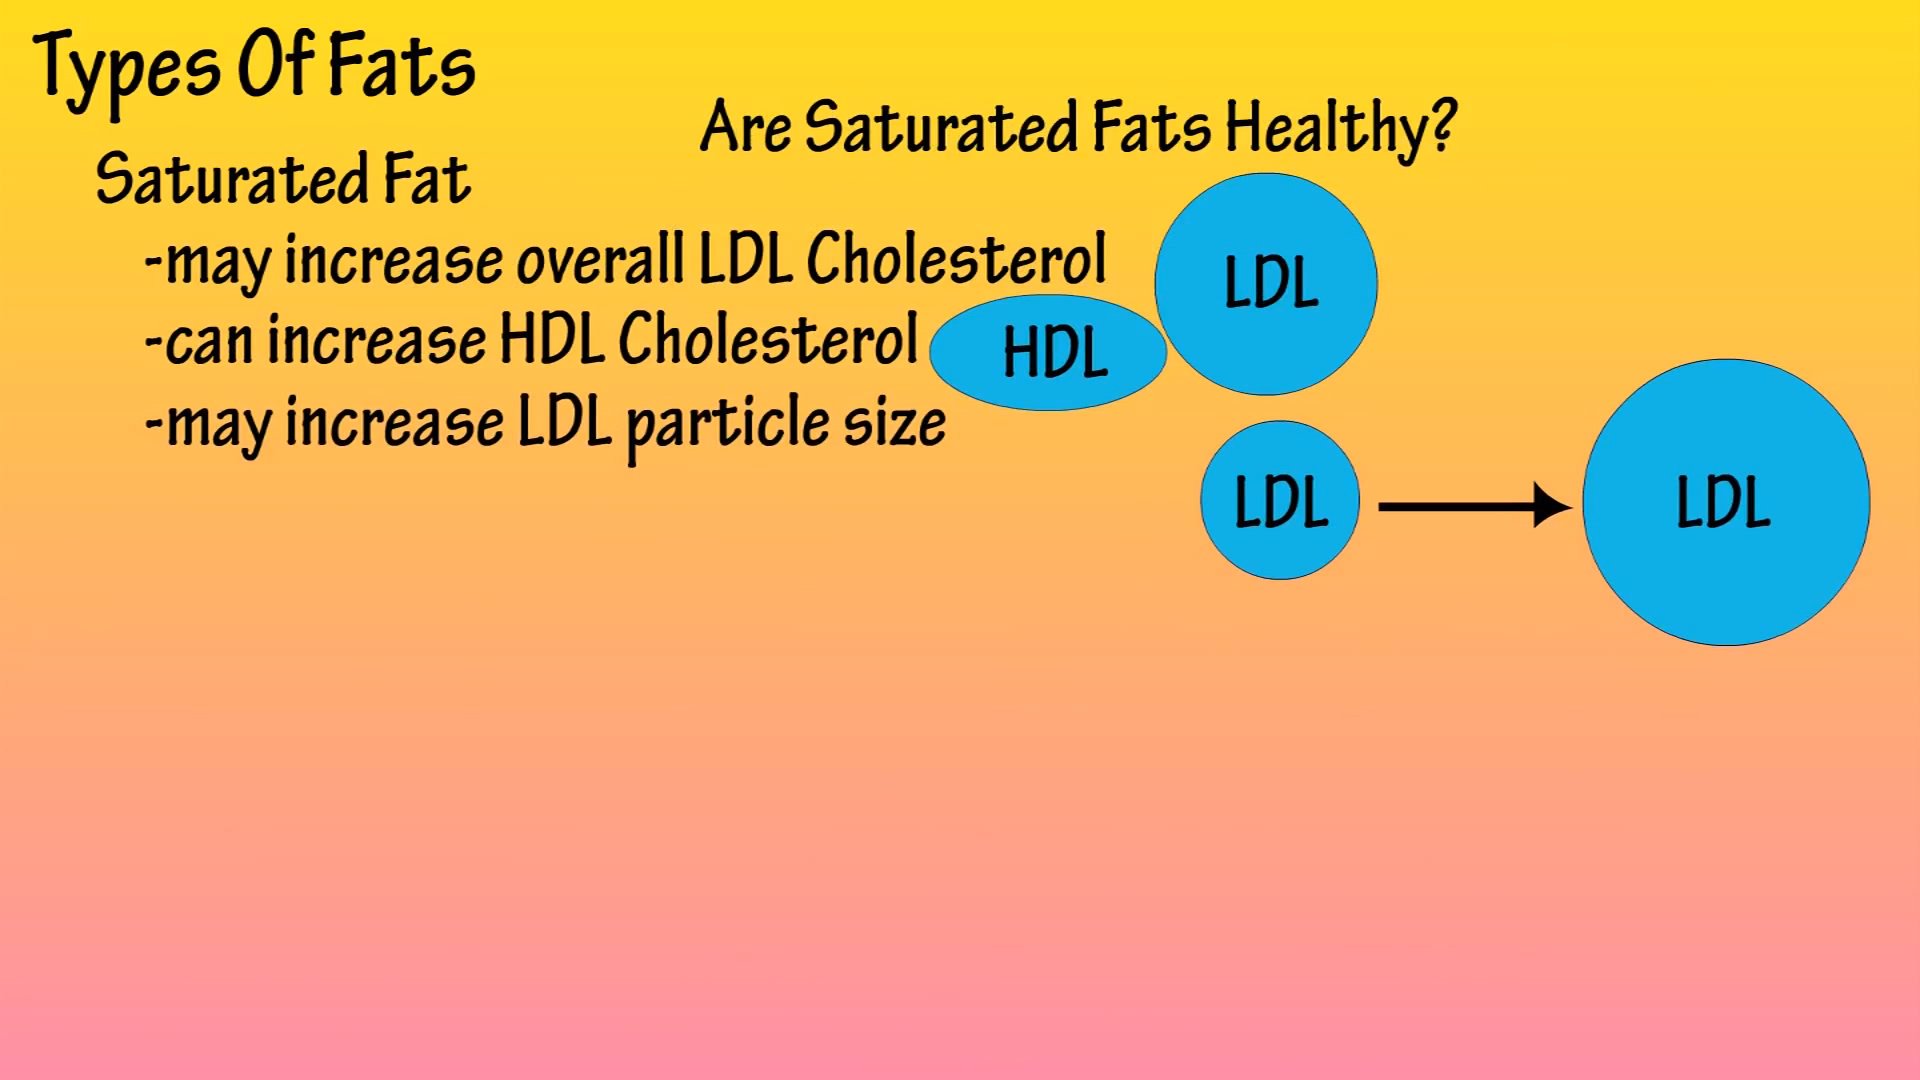 Types Of Fats
Are Saturated Fats Healthy?
Saturated Fat
-may increase overall LDL Cholesterol
LDL
-can increase HDL Cholesterol
HDL
-may increase LDL particle size
LDL
LDL